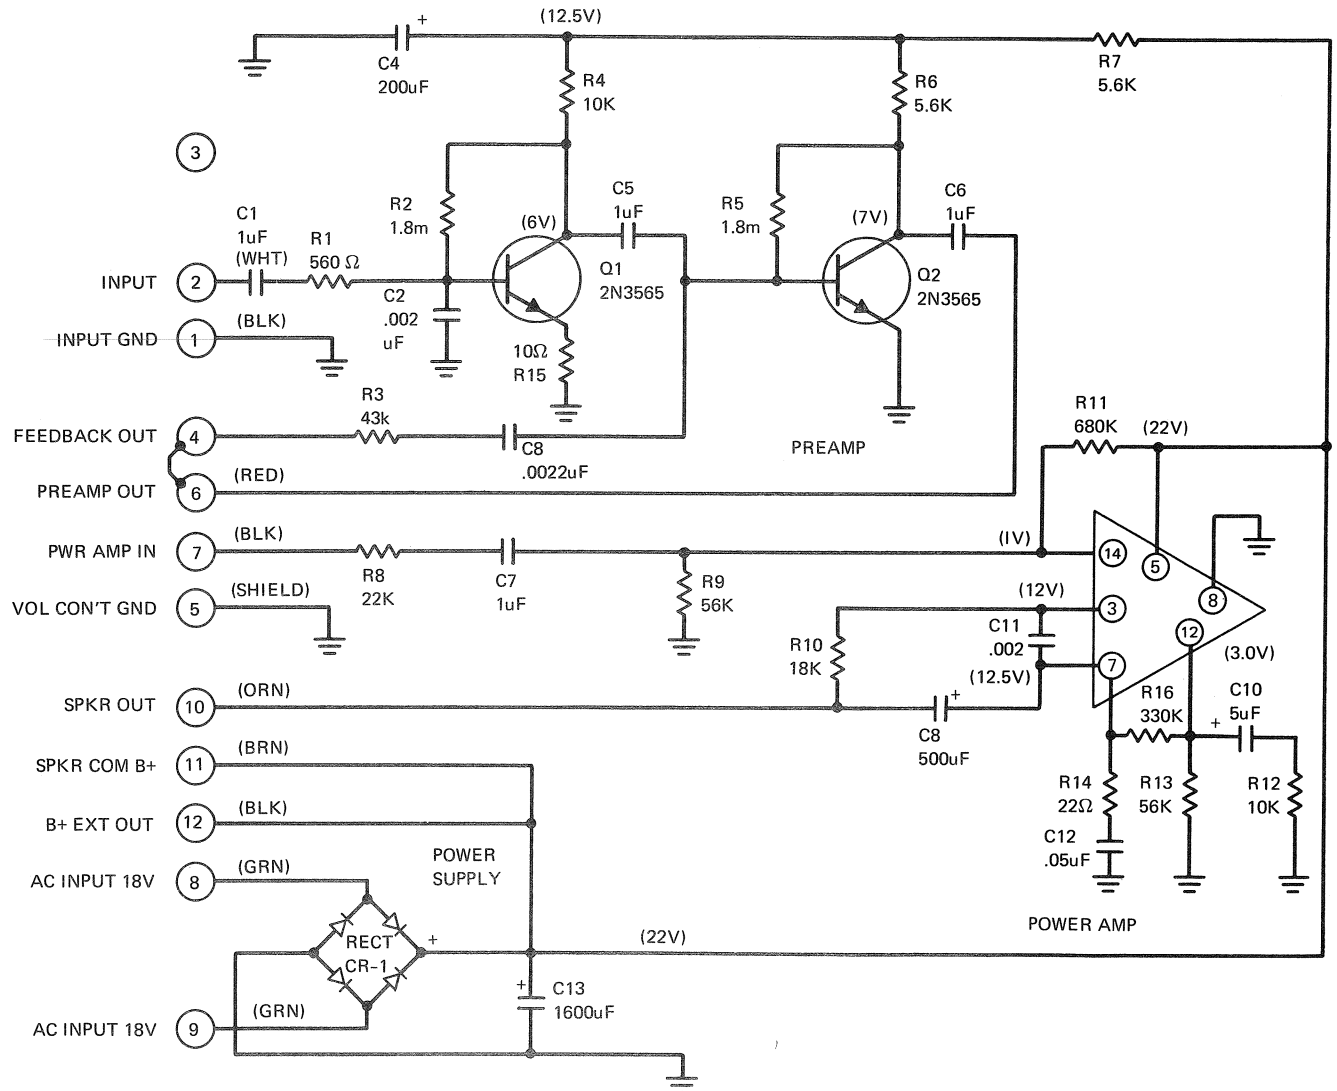 (12.5V)
+
C4
200uF
R4
10K
R6
5.6K
R7
5.6K
3
C1
1uF
(WHT)
R1
560 Ω
R2
1.8m
(6V)
C5
1uF
R5
1.8m
(7V)
C6
1uF
INPUT
2
Q1
2N3565
Q2
2N3565
C2
.002
uF
INPUT GND
1
(BLK)
10Ω
R15
R3
43k
FEEDBACK OUT
4
C8
.0022uF
PREAMP
R11
680K
(22V)
PREAMP OUT
6
(RED)
PWR AMP IN
7
(BLK)
R8
22K
C7
1uF
R9
56K
(IV)
14
5
8
VOL CON'T GND
5
(SHIELD)
(12V)
3
C11
.002
12
R10
18K
(12.5V)
7
(3.0V)
SPKR OUT
10
(ORN)
+
C8
500uF
R16
330K
+
C10
5uF
SPKR COM B+
11
(BRN)
R14
22Ω
R13
56K
R12
10K
B+ EXT OUT
12
(BLK)
C12
.05uF
POWER
SUPPLY
AC INPUT 18V
8
(GRN)
POWER AMP
RECT
CR-1
+
(22V)
+
C13
1600uF
AC INPUT 18V
9
(GRN)